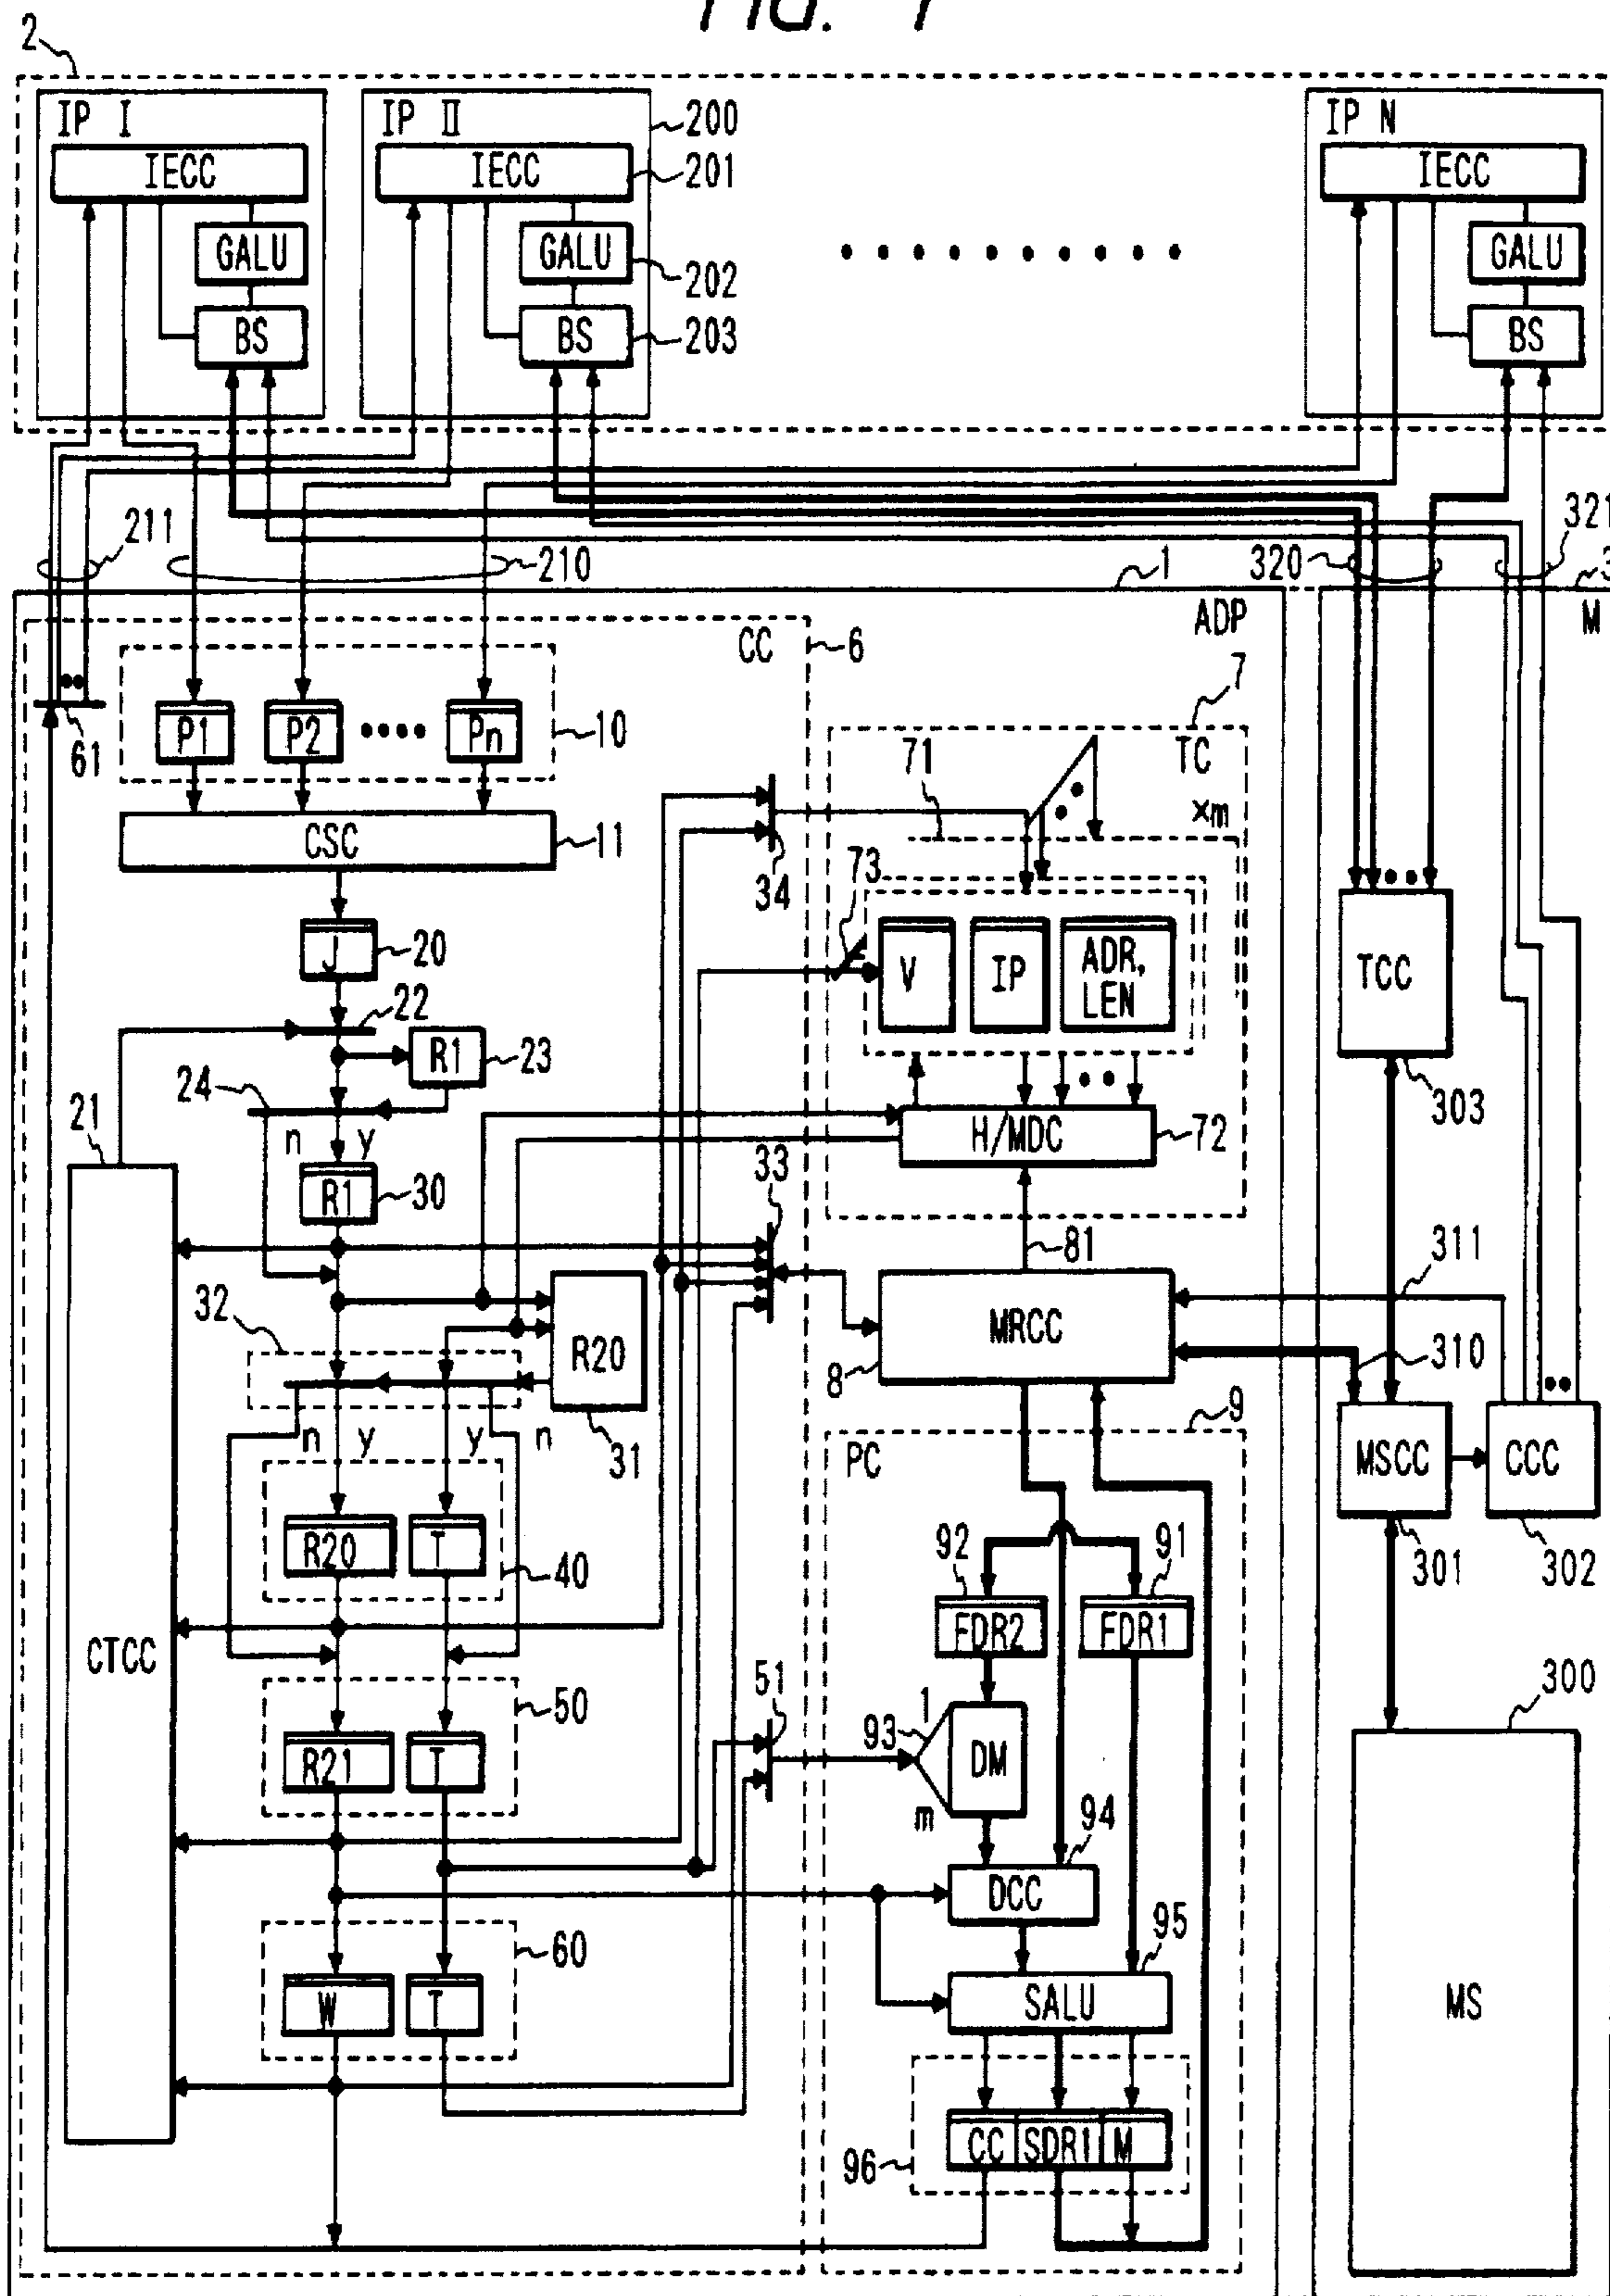 FIG. 1
2
IP I
IP II
200
IP N
IECC
IECC
201
IECC
GALU
GALU
202
GALU
BS
BS
203
BS
211
210
320
321
1
3
ADP
M
CC
6
7
P1
P2
Pn
10
61
TC
71
xm
CSC
11
34
73
J
20
V
IP
ADR,
LEN
TCC
22
R1
23
24
303
21
n
y
H/MDC
72
33
R1
30
81
311
32
R20
MRCC
310
8
9
n
y
y
n
31
PC
MSCC
CCC
R20
T
40
92
91
301
302
FDR2
FDR1
CTCC
51
300
50
93
1
DM
R21
T
m
94
DCC
60
95
W
T
SALU
MS
CC
SDR1
M
96